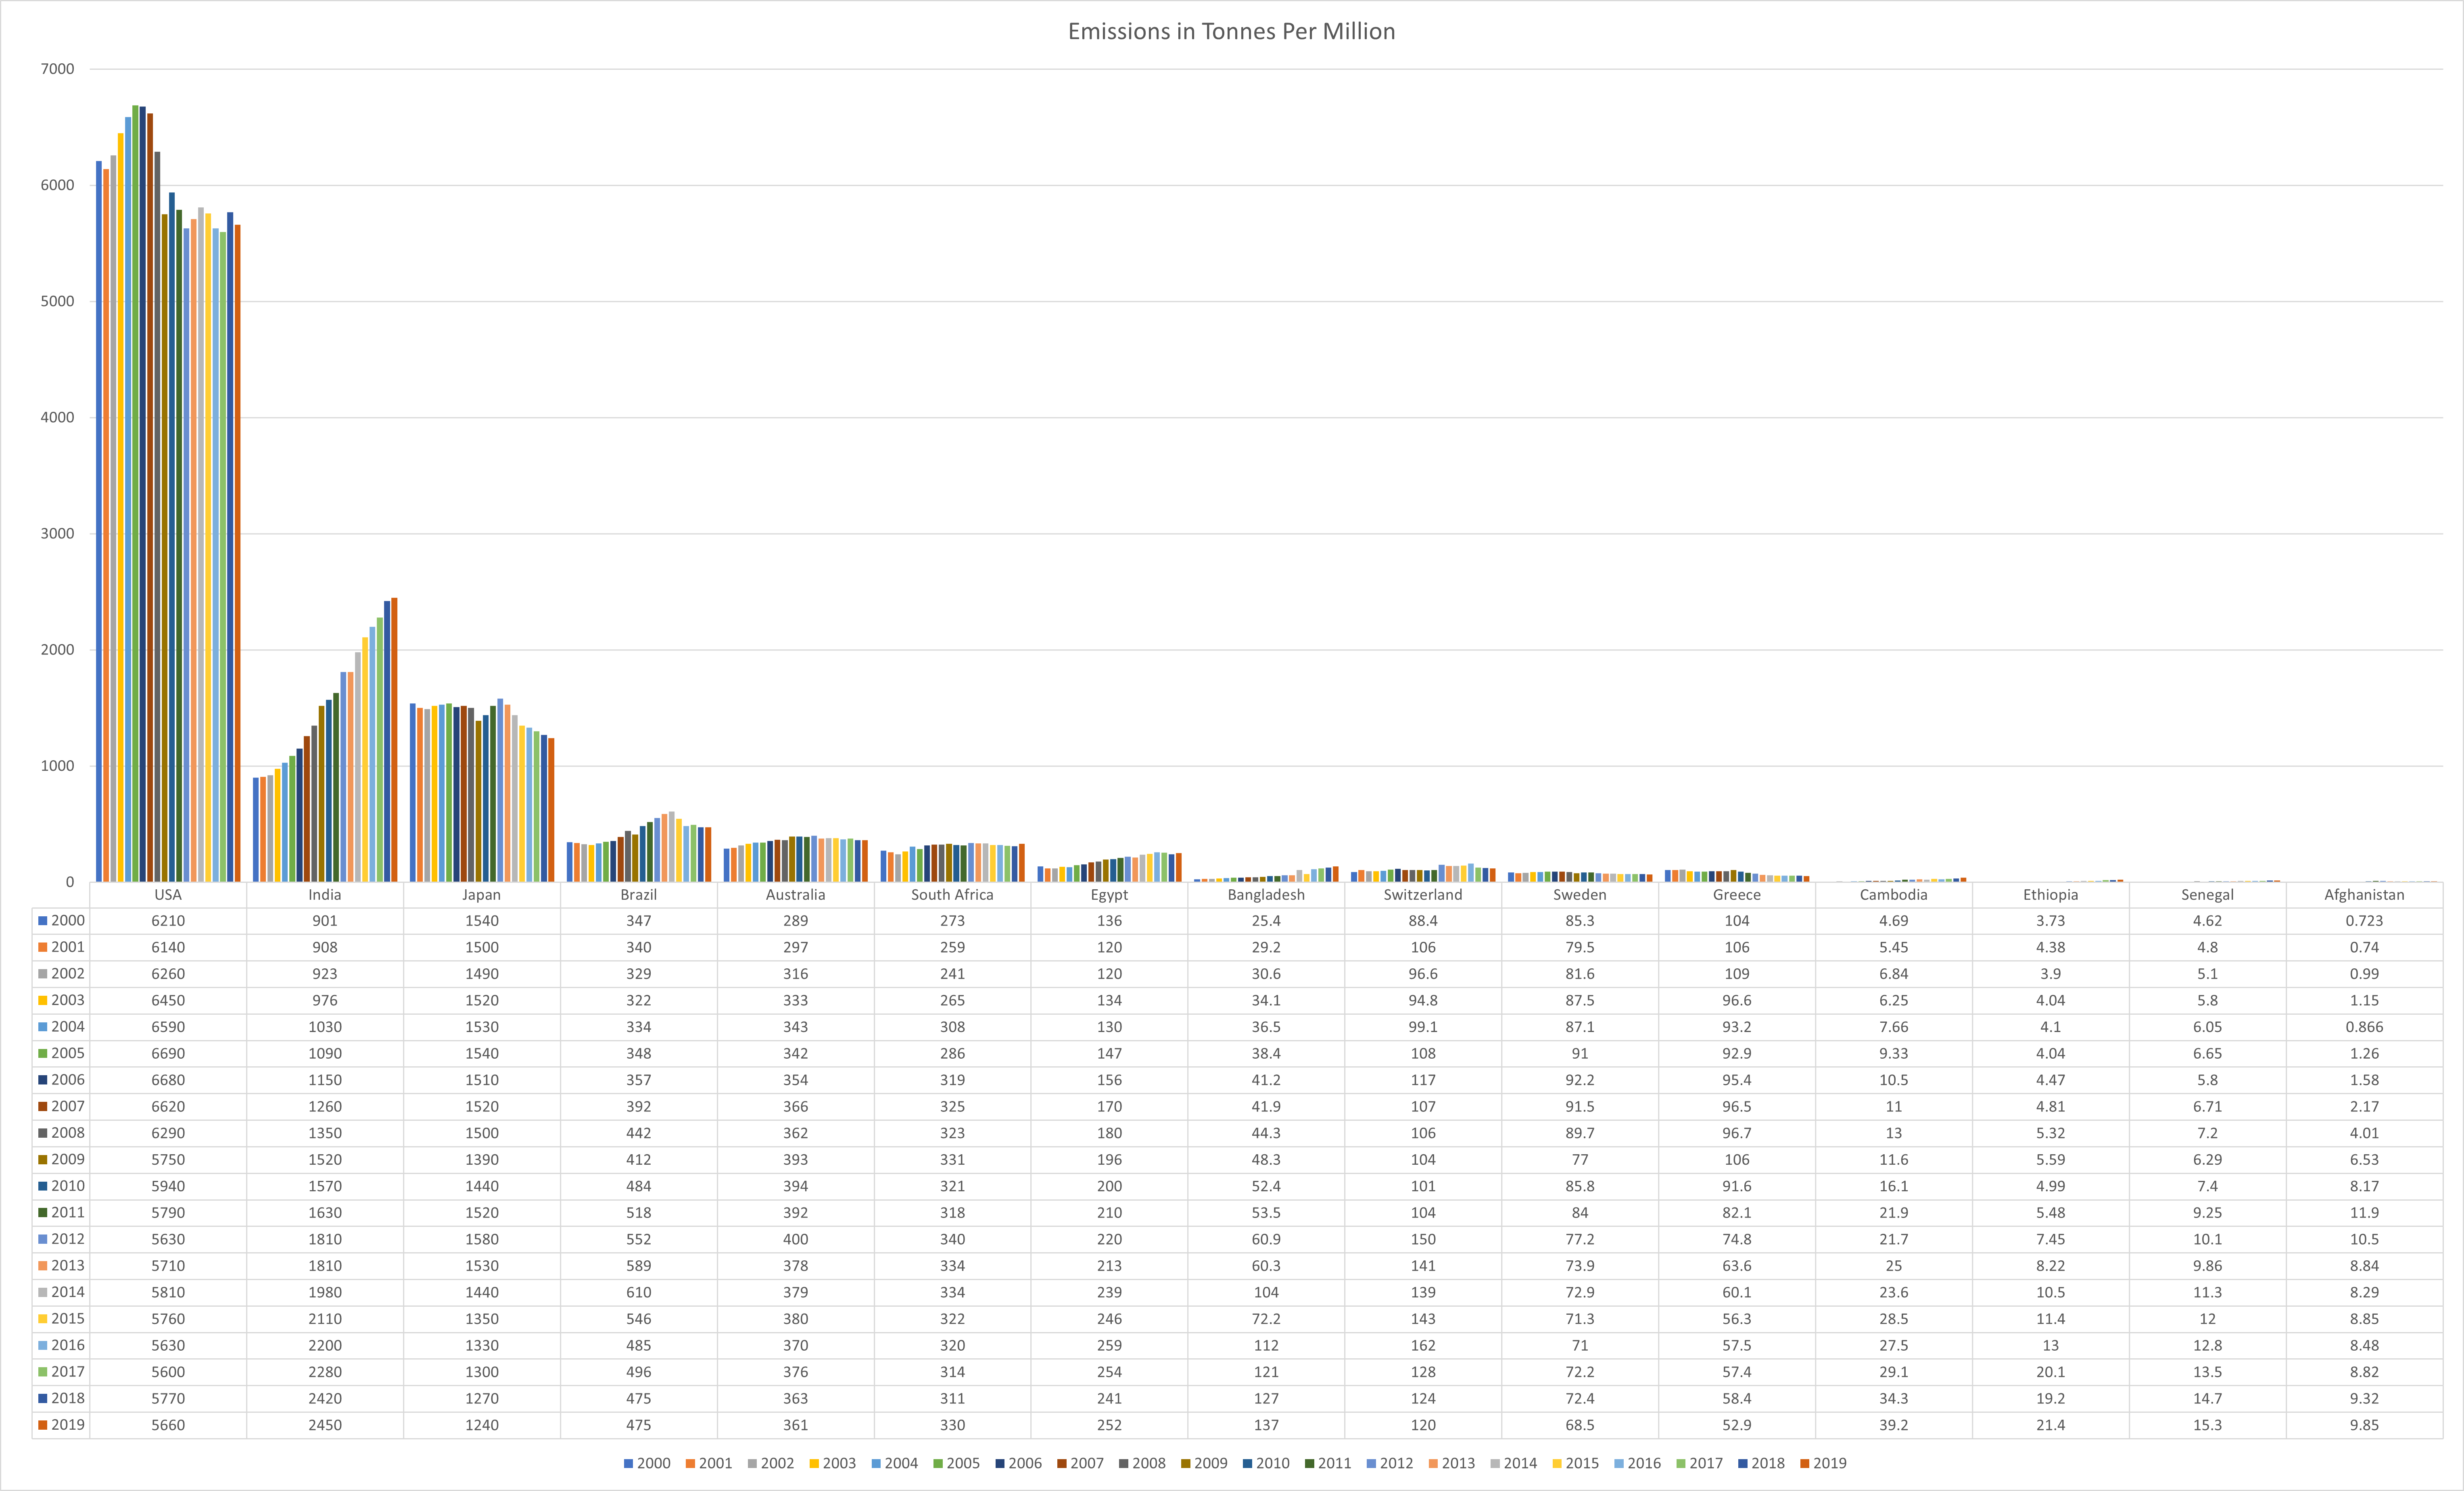 Emissions in Tonnes Per Million
7000
6000
5000
4000
3000
2000
1000
0
USA India Japan Brazil Australia South Africa Egypt Bangladesh Switzerland Sweden Greece Cambodia Ethiopia Senegal Afghanistan
2000 6210 901 1540 347 289 273 136 25.4 88.4 85.3 104 4.69 3.73 4.62 0.723
2001 6140 908 1500 340 297 259 120 29.2 106 79.5 106 5.45 4.38 4.8 0.74
2002 6260 923 1490 329 316 241 120 30.6 96.6 81.6 109 6.84 3.9 5.1 0.99
2003 6450 976 1520 322 333 265 134 34.1 94.8 87.5 96.6 6.25 4.04 5.8 1.15
2004 6590 1030 1530 334 343 308 130 36.5 99.1 87.1 93.2 7.66 4.1 6.05 0.866
2005 6690 1090 1540 348 342 286 147 38.4 108 91 92.9 9.33 4.04 6.65 1.26
2006 6680 1150 1510 357 354 319 156 41.2 117 92.2 95.4 10.5 4.47 5.8 1.58
2007 6620 1260 1520 392 366 325 170 41.9 107 91.5 96.5 11 4.81 6.71 2.17
2008 6290 1350 1500 442 362 323 180 44.3 106 89.7 96.7 13 5.32 7.2 4.01
2009 5750 1520 1390 412 393 331 196 48.3 104 77 106 11.6 5.59 6.29 6.53
2010 5940 1570 1440 484 394 321 200 52.4 101 85.8 91.6 16.1 4.99 7.4 8.17
2011 5790 1630 1520 518 392 318 210 53.5 104 84 82.1 21.9 5.48 9.25 11.9
2012 5630 1810 1580 552 400 340 220 60.9 150 77.2 74.8 21.7 7.45 10.1 10.5
2013 5710 1810 1530 589 378 334 213 60.3 141 73.9 63.6 25 8.22 9.86 8.84
2014 5810 1980 1440 610 379 334 239 104 139 72.9 60.1 23.6 10.5 11.3 8.29
2015 5760 2110 1350 546 380 322 246 72.2 143 71.3 56.3 28.5 11.4 12 8.85
2016 5630 2200 1330 485 370 320 259 112 162 71 57.5 27.5 13 12.8 8.48
2017 5600 2280 1300 496 376 314 254 121 128 72.2 57.4 29.1 20.1 13.5 8.82
2018 5770 2420 1270 475 363 311 241 127 124 72.4 58.4 34.3 19.2 14.7 9.32
2019 5660 2450 1240 475 361 330 252 137 120 68.5 52.9 39.2 21.4 15.3 9.85
2000 2001 2002 2003 2004 2005 2006 2007 2008 2009 2010 2011 2012 2013 2014 2015 2016 2017 2018 2019